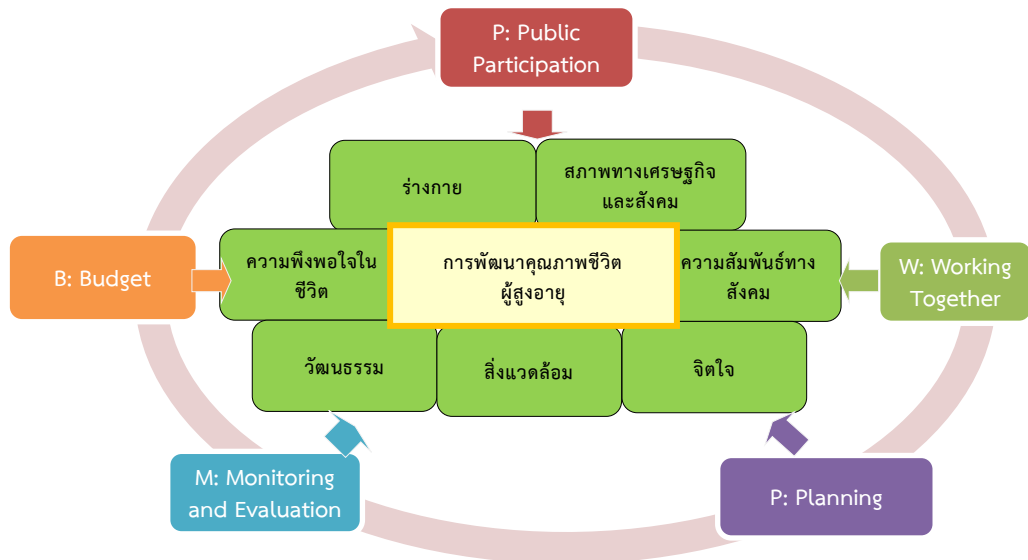 P: Public
Participation
ร่างกาย
สภาพทางเศรษฐกิจ
และสังคม
B: Budget
ความพึงพอใจใน
ชีวิต
การพัฒนาคุณภาพชีวิต
ผู้สูงอายุ
ความสัมพันธ์ทาง
สังคม
W: Working
Together
วัฒนธรรม
สิ่งแวดล้อม
จิตใจ
M: Monitoring
and Evaluation
P: Planning